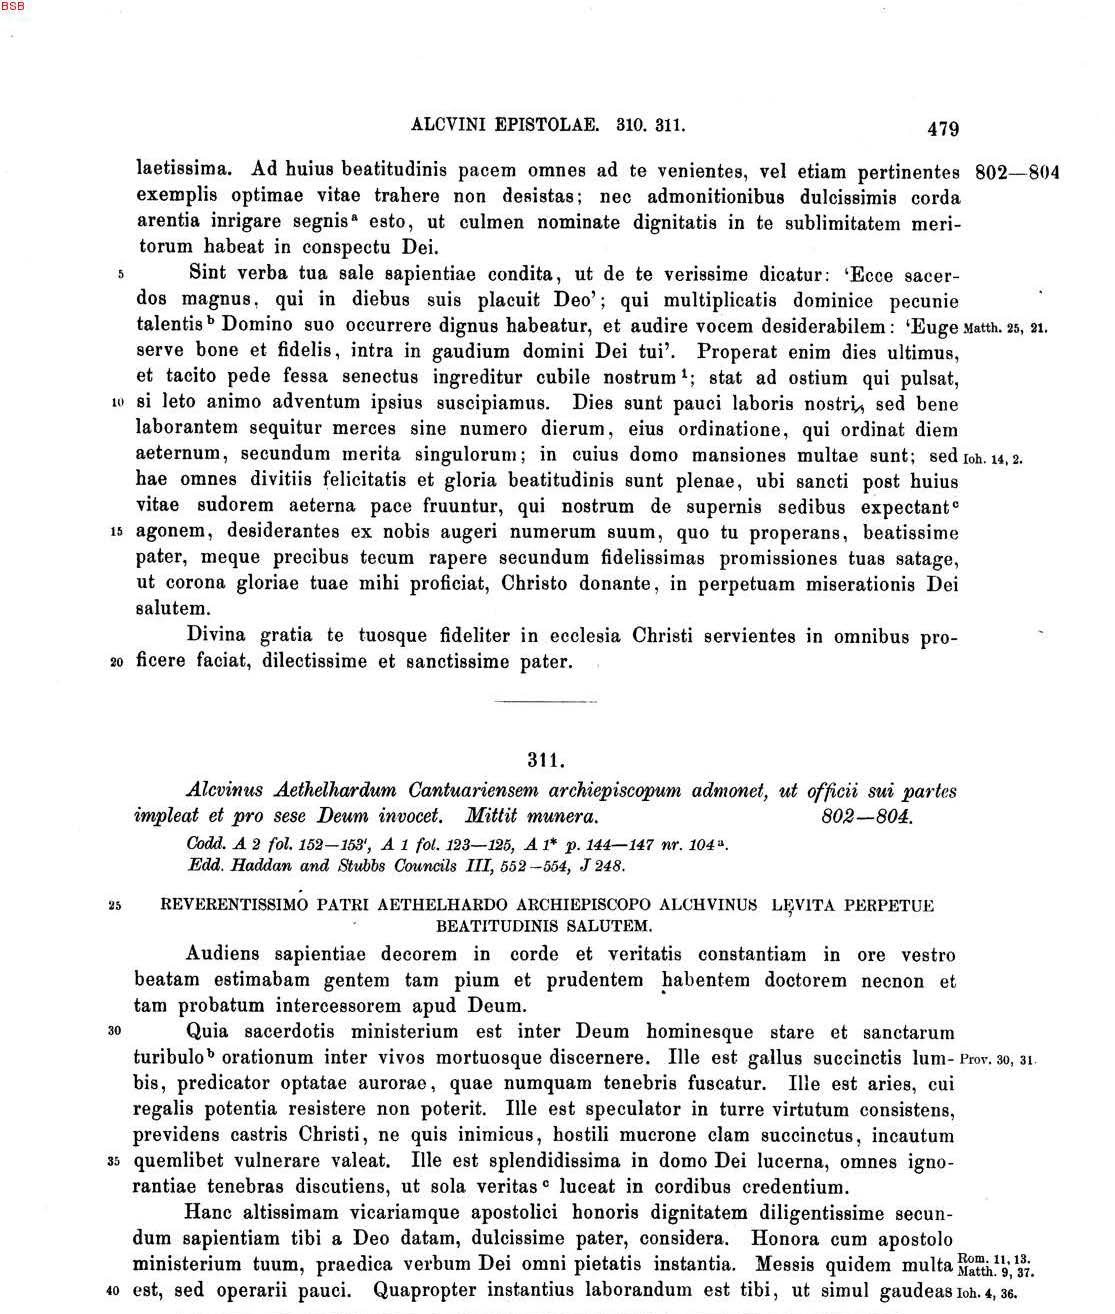 BSB
ALCVINI EPISTOLAE. 310. 311. 479
laetissima. Ad huius beatitudinis pacem omnes ad te venientes, vel etiam pertinentes 802—804
exemplis optimae vitae trahere non desistas; nec admonitionibus dulcissimis corda
arentia inrigare segnisᵃ esto, ut culmen nominate dignitatis in te sublimitatem meri-
torum habeat in conspectu Dei.
5 Sint verba tua sale sapientiae condita, ut de te verissime dicatur: ‘Ecce sacer-
dos magnus, qui in diebus suis placuit Deo’; qui multiplicatis dominice pecunie
talentisᵇ Domino suo occurrere dignus habeatur, et audire vocem desiderabilem: ‘Euge Matth. 25, 21.
serve bone et fidelis, intra in gaudium domini Dei tui’. Properat enim dies ultimus,
et tacito pede fessa senectus ingreditur cubile nostrum¹; stat ad ostium qui pulsat,
10 si leto animo adventum ipsius suscipiamus. Dies sunt pauci laboris nostri, sed bene
laborantem sequitur merces sine numero dierum, eius ordinatione, qui ordinat diem
aeternum, secundum merita singulorum; in cuius domo mansiones multae sunt; sed Ioh. 14, 2.
hae omnes divitiis felicitatis et gloria beatitudinis sunt plenae, ubi sancti post huius
vitae sudorem aeterna pace fruuntur, qui nostrum de supernis sedibus expectantᶜ
15 agonem, desiderantes ex nobis augeri numerum suum, quo tu properans, beatissime
pater, meque precibus tecum rapere secundum fidelissimas promissiones tuas satage,
ut corona gloriae tuae mihi proficiat, Christo donante, in perpetuam miserationis Dei
salutem.
Divina gratia te tuosque fideliter in ecclesia Christi servientes in omnibus pro-
20 ficere faciat, dilectissime et sanctissime pater.
311.
Alcvinus Aethelhardum Cantuariensem archiepiscopum admonet, ut officii sui partes
impleat et pro sese Deum invocet. Mittit munera. 802—804.
Codd. A 2 fol. 152—153', A 1 fol. 123—125, A 1* p. 144—147 nr. 104ᵃ.
Edd. Haddan and Stubbs Councils III, 552—554, J 248.
25 REVERENTISSIMO PATRI AETHELHARDO ARCHIEPISCOPO ALCHVINUS LĘVITA PERPETUE
BEATITUDINIS SALUTEM.
Audiens sapientiae decorem in corde et veritatis constantiam in ore vestro
beatam estimabam gentem tam pium et prudentem habentem doctorem necnon et
tam probatum intercessorem apud Deum.
30 Quia sacerdotis ministerium est inter Deum hominesque stare et sanctarum
turibuloᵇ orationum inter vivos mortuosque discernere. Ille est gallus succinctis lum- Prov. 30, 31.
bis, predicator optatae aurorae, quae numquam tenebris fuscatur. Ille est aries, cui
regalis potentia resistere non poterit. Ille est speculator in turre virtutum consistens,
previdens castris Christi, ne quis inimicus, hostili mucrone clam succinctus, incautum
35 quemlibet vulnerare valeat. Ille est splendidissima in domo Dei lucerna, omnes igno-
rantiae tenebras discutiens, ut sola veritasᶜ luceat in cordibus credentium.
Hanc altissimam vicariamque apostolici honoris dignitatem diligentissime secun-
dum sapientiam tibi a Deo datam, dulcissime pater, considera. Honora cum apostolo
ministerium tuum, praedica verbum Dei omni pietatis instantia. Messis quidem multa Rom. 11, 13. Matth. 9, 37.
40 est, sed operarii pauci. Quapropter instantius laborandum est tibi, ut simul gaudeas Ioh. 4, 36.